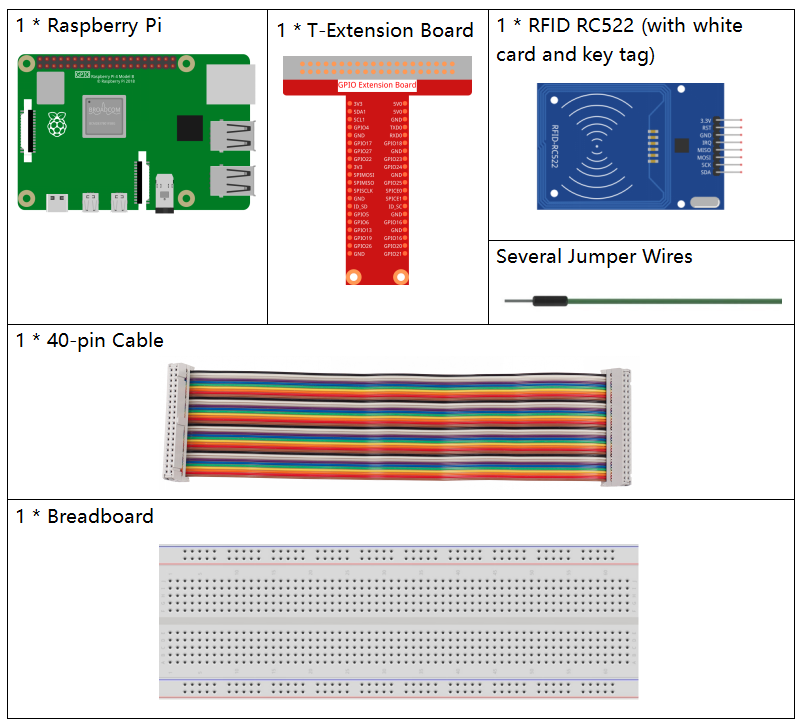 1 * Raspberry Pi
GPIO Raspberry Pi 4 Model B
© Raspberry Pi 2018
BROADCOM
1 * T-Extension Board
GPIO Extension Board
3V3 5V0
SDA1 5V0
SCL1 GND
GPIO4 TXD0
GND RXD0
GPIO17 GPIO18
GPIO27 GND
GPIO22 GPIO23
3V3 GPIO24
SPIMOSI GND
SPIMISO GPIO25
SPISCLK SPICE0
GND SPICE1
ID_SD ID_SC
GPIO5 GND
GPIO6 GPIO16
GPIO13 GND
GPIO19 GPIO16
GPIO26 GPIO20
GND GPIO21
1 * RFID RC522 (with white
card and key tag)
RFID-RC522
3.3V
RST
GND
IRQ
MISO
MOSI
SCK
SDA
Several Jumper Wires
1 * 40-pin Cable
1 * Breadboard